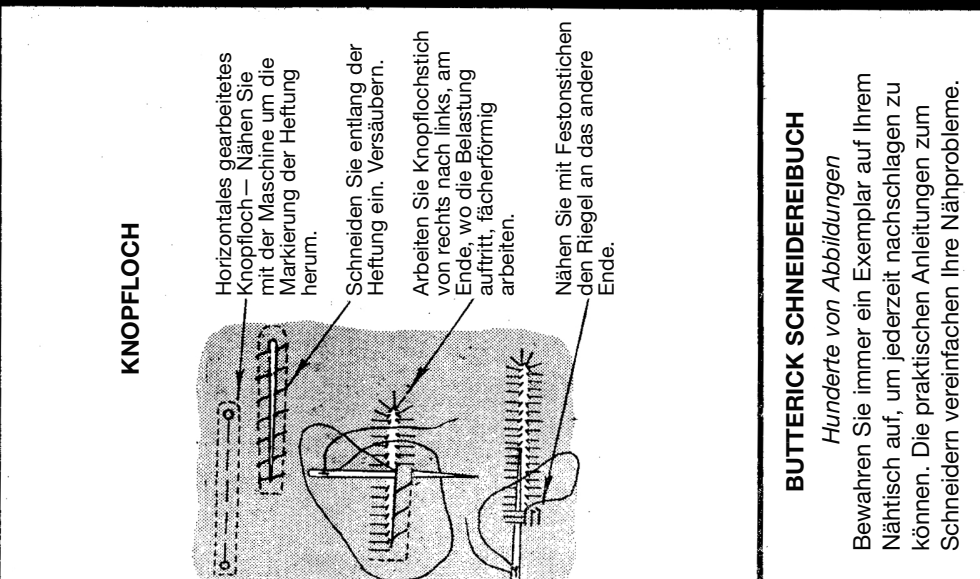 KNOPFLOCH
Horizontales gearbeitetes
Knopfloch— Nähen Sie
mit der Maschine um die
Markierung der Heftung
herum.
Schneiden Sie entlang der
Heftung ein. Versäubern.
Arbeiten Sie Knopflochstich
von rechts nach links, am
Ende, wo die Belastung
auftritt, fächerförmig
arbeiten.
Nähen Sie mit Festonstichen
den Riegel an das andere
Ende.
BUTTERICK SCHNEIDEREIBUCH
Hunderte von Abbildungen
Bewahren Sie immer ein Exemplar auf Ihrem
Nähtisch auf, um jederzeit nachschlagen zu
können. Die praktischen Anleitungen zum
Schneidern vereinfachen Ihre Nähprobleme.